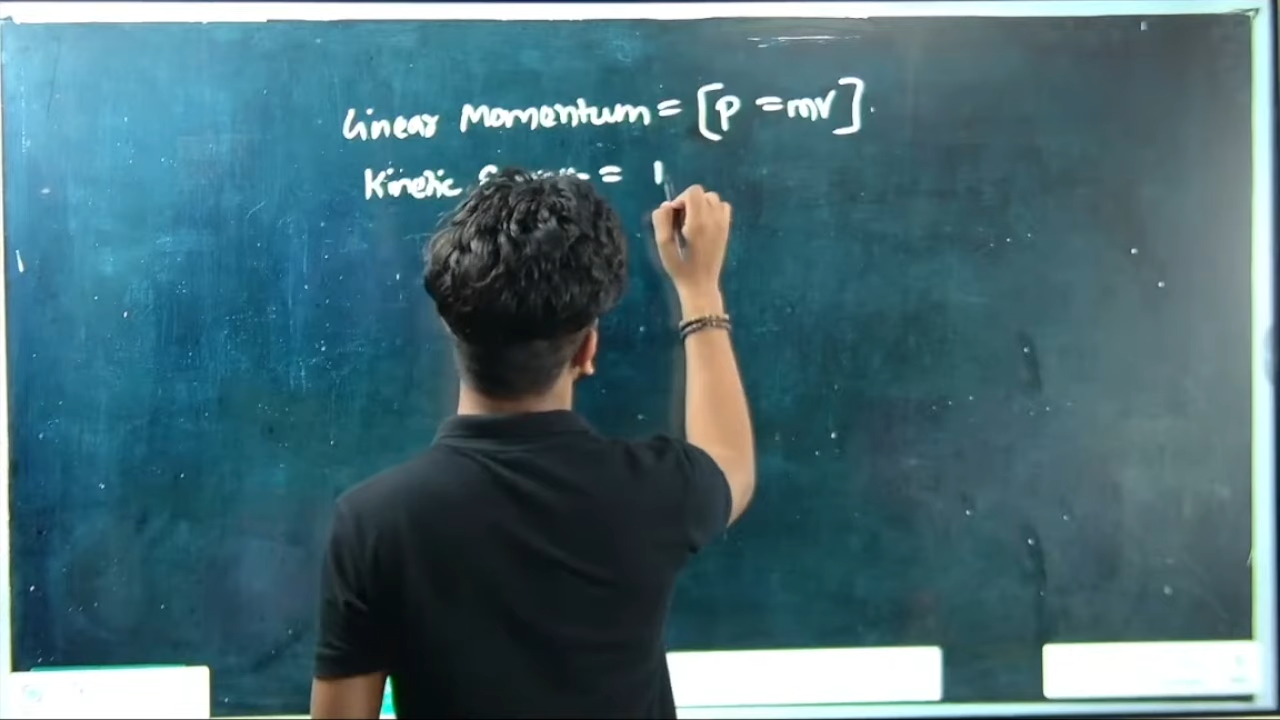 Linear Momentum = [p = mv]
Kinetic = 1